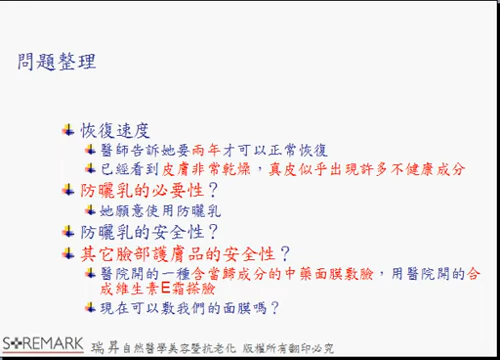 問題整理
恢復速度
醫師告訴她要兩年才可以正常恢復
已經看到皮膚非常乾燥，真皮似乎出現許多不健康成分
防曬乳的必要性？
她願意使用防曬乳
防曬乳的安全性？
其它臉部護膚品的安全性？
醫院開的一種含當歸成分的中藥面膜敷臉，用醫院開的合
成維生素E霜搽臉
現在可以敷我們的面膜嗎？
SREMARK 瑞昇自然醫學美容暨抗老化 版權所有翻印必究